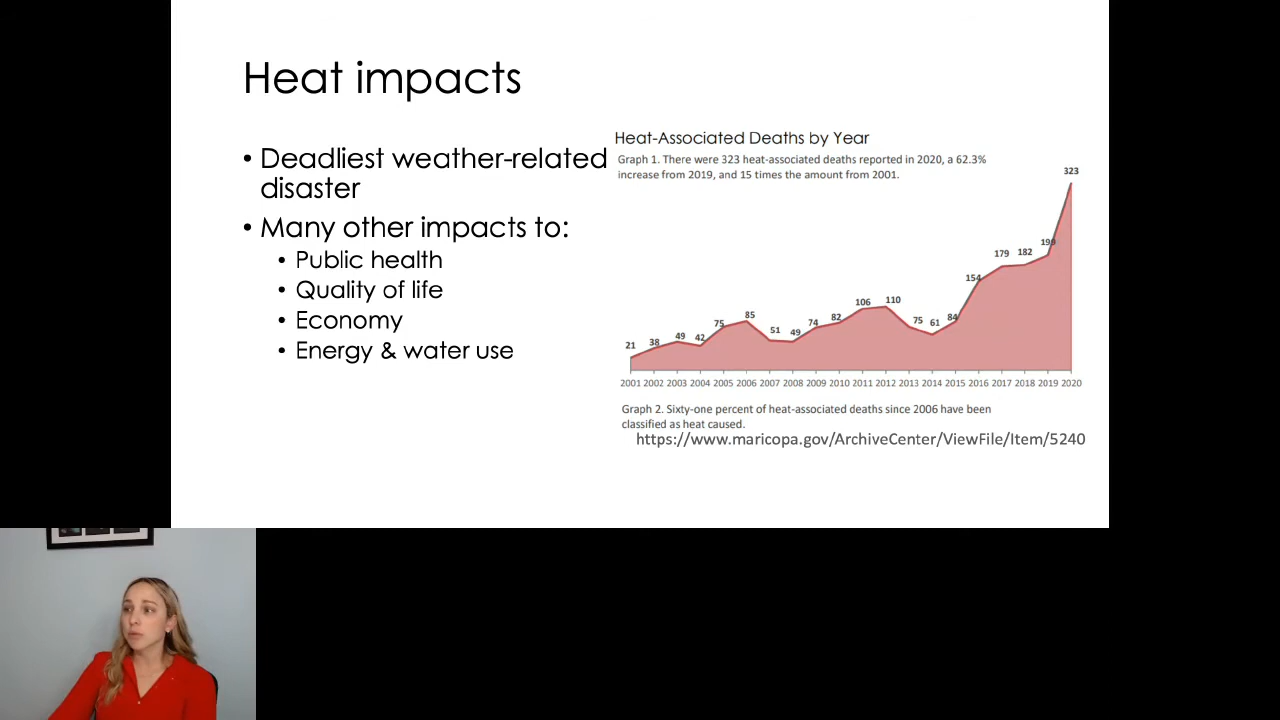 Heat impacts
• Deadliest weather-related
disaster
• Many other impacts to:
• Public health
• Quality of life
• Economy
• Energy & water use
Heat-Associated Deaths by Year
Graph 1. There were 323 heat-associated deaths reported in 2020, a 62.3%
increase from 2019, and 15 times the amount from 2001.
21 38 49 42 75 85 51 49 74 82 106 110 75 61 84 154 179 182 199 323
2001 2002 2003 2004 2005 2006 2007 2008 2009 2010 2011 2012 2013 2014 2015 2016 2017 2018 2019 2020
Graph 2. Sixty-one percent of heat-associated deaths since 2006 have been
classified as heat caused.
https://www.maricopa.gov/ArchiveCenter/ViewFile/Item/5240